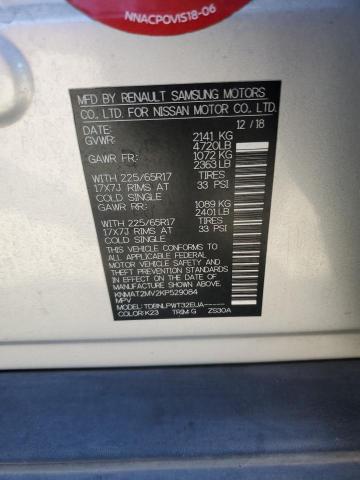 NNACPOVIS18-06
MFD BY RENAULT SAMSUNG MOTORS
CO. LTD. FOR NISSAN MOTOR CO. LTD.
DATE: 12 / 18
GVWR: 2141 KG
4720LB
GAWR FR: 1072 KG
2363 LB
WITH 225/65R17 TIRES
17X7J RIMS AT 33 PSI
COLD SINGLE
GAWR RR: 1089 KG
2401 LB
WITH 225/65R17 TIRES
17X7J RIMS AT 33 PSI
COLD SINGLE
THIS VEHICLE CONFORMS
TO ALL APPLICABLE
FEDERAL MOTOR VEHICLE
SAFETY, BUMPER, AND
THEFT PREVENTION
STANDARDS IN EFFECT ON
THE DATE OF MANUFACTURE
SHOWN ABOVE.
KNMAT2MV2KP529084
MPV
MODEL: TDBNLPWT32EUA-----
COLOR: K23 TRIM: G ZS30A